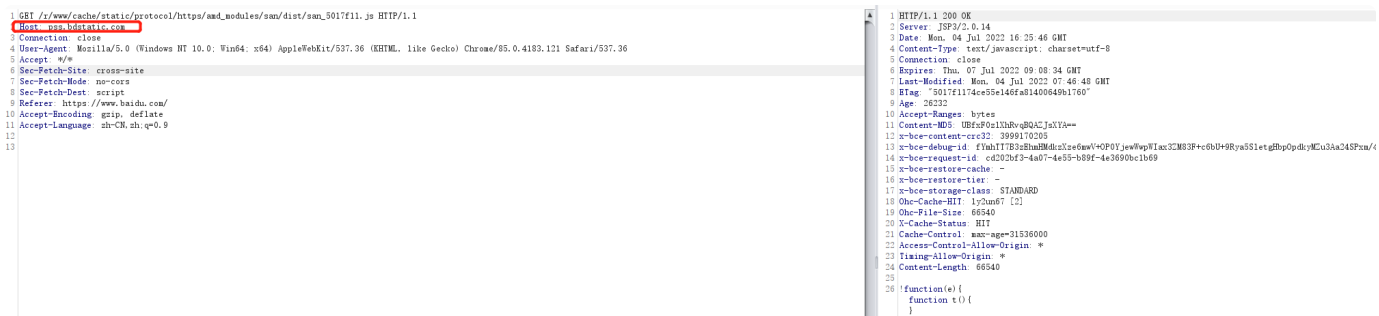 1 GET /r/www/cache/static/protocol/https/amd_modules/san/dist/san_5017f11.js HTTP/1.1
Host: pss.bdstatic.com
3 Connection: close
4 User-Agent: Mozilla/5.0 (Windows NT 10.0; Win64; x64) AppleWebKit/537.36 (KHTML, like Gecko) Chrome/85.0.4183.121 Safari/537.36
5 Accept: */*
6 Sec-Fetch-Site: cross-site
7 Sec-Fetch-Mode: no-cors
8 Sec-Fetch-Dest: script
9 Referer: https://www.baidu.com/
10 Accept-Encoding: gzip, deflate
11 Accept-Language: zh-CN,zh;q=0.9
12
13
1 HTTP/1.1 200 OK
2 Server: JSP3/2.0.14
3 Date: Mon, 04 Jul 2022 16:25:46 GMT
4 Content-Type: text/javascript; charset=utf-8
5 Connection: close
6 Expires: Thu, 07 Jul 2022 09:08:34 GMT
7 Last-Modified: Mon, 04 Jul 2022 07:46:48 GMT
8 ETag: "5017f1174ce55e146fa81400649b1760"
9 Age: 26232
10 Accept-Ranges: bytes
11 Content-MD5: UBfxF0zlXhRvqBQAZJsXYA==
12 x-bce-content-crc32: 3999170205
13 x-bce-debug-id:
14 x-bce-request-id: cd202bf3-4a07-4e55-b89f-4e3690bc1b69
15 x-bce-restore-cache: -
16 x-bce-restore-tier: -
17 x-bce-storage-class: STANDARD
18 Ohc-Cache-HIT: ly2un67 [2]
19 Ohc-File-Size: 66540
20 X-Cache-Status: HIT
21 Cache-Control: max-age=31536000
22 Access-Control-Allow-Origin: *
23 Timing-Allow-Origin: *
24 Content-Length: 66540
25
26 !function(e){
function t(){
}